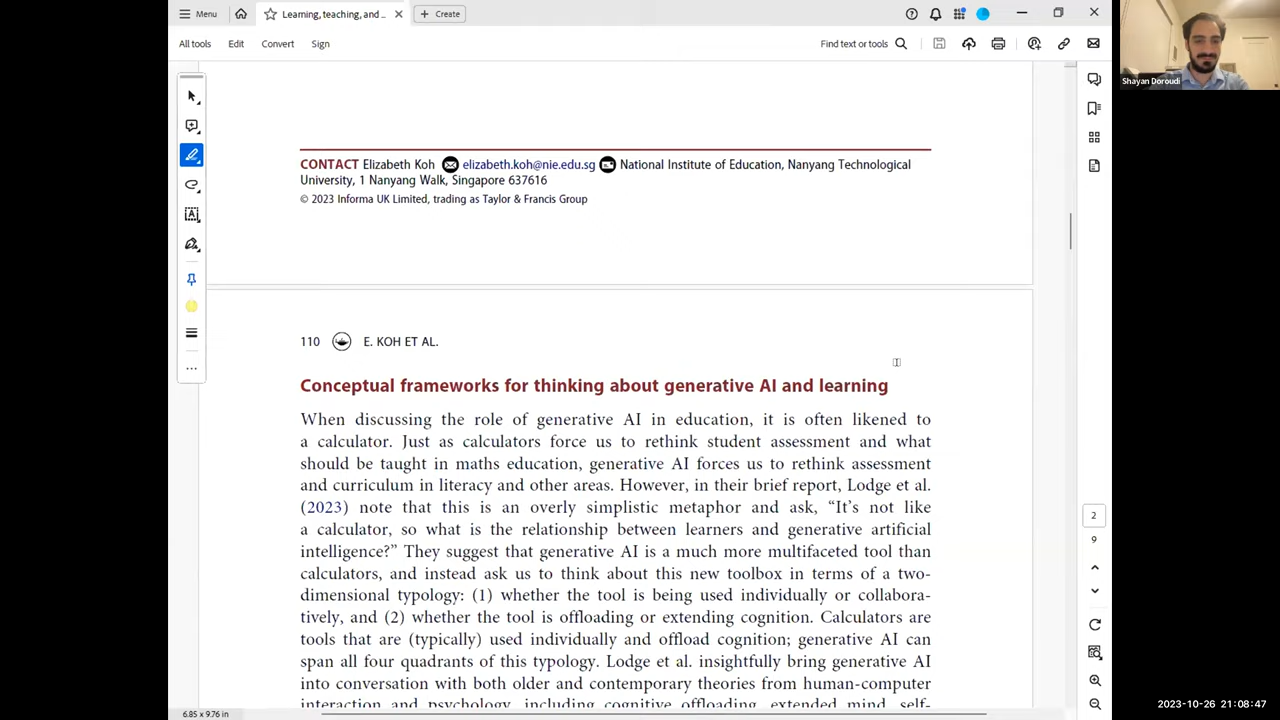 Menu
Learning, teaching, and ...
Create
All tools
Edit
Convert
Sign
Find text or tools
Shayan Doroudi
CONTACT Elizabeth Koh elizabeth.koh@nie.edu.sg National Institute of Education, Nanyang Technological
University, 1 Nanyang Walk, Singapore 637616
© 2023 Informa UK Limited, trading as Taylor & Francis Group
110 E. KOH ET AL.
Conceptual frameworks for thinking about generative AI and learning
When discussing the role of generative AI in education, it is often likened to
a calculator. Just as calculators force us to rethink student assessment and what
should be taught in maths education, generative AI forces us to rethink assessment
and curriculum in literacy and other areas. However, in their brief report, Lodge et al.
(2023) note that this is an overly simplistic metaphor and ask, “It’s not like
a calculator, so what is the relationship between learners and generative artificial
intelligence?” They suggest that generative AI is a much more multifaceted tool than
calculators, and instead ask us to think about this new toolbox in terms of a two-
dimensional typology: (1) whether the tool is being used individually or collabora-
tively, and (2) whether the tool is offloading or extending cognition. Calculators are
tools that are (typically) used individually and offload cognition; generative AI can
span all four quadrants of this typology. Lodge et al. insightfully bring generative AI
into conversation with both older and contemporary theories from human-computer
interaction and psychology, including cognitive offloading, extended mind, self-
2
9
6.85 x 9.76 in
2023-10-26 21:08:47